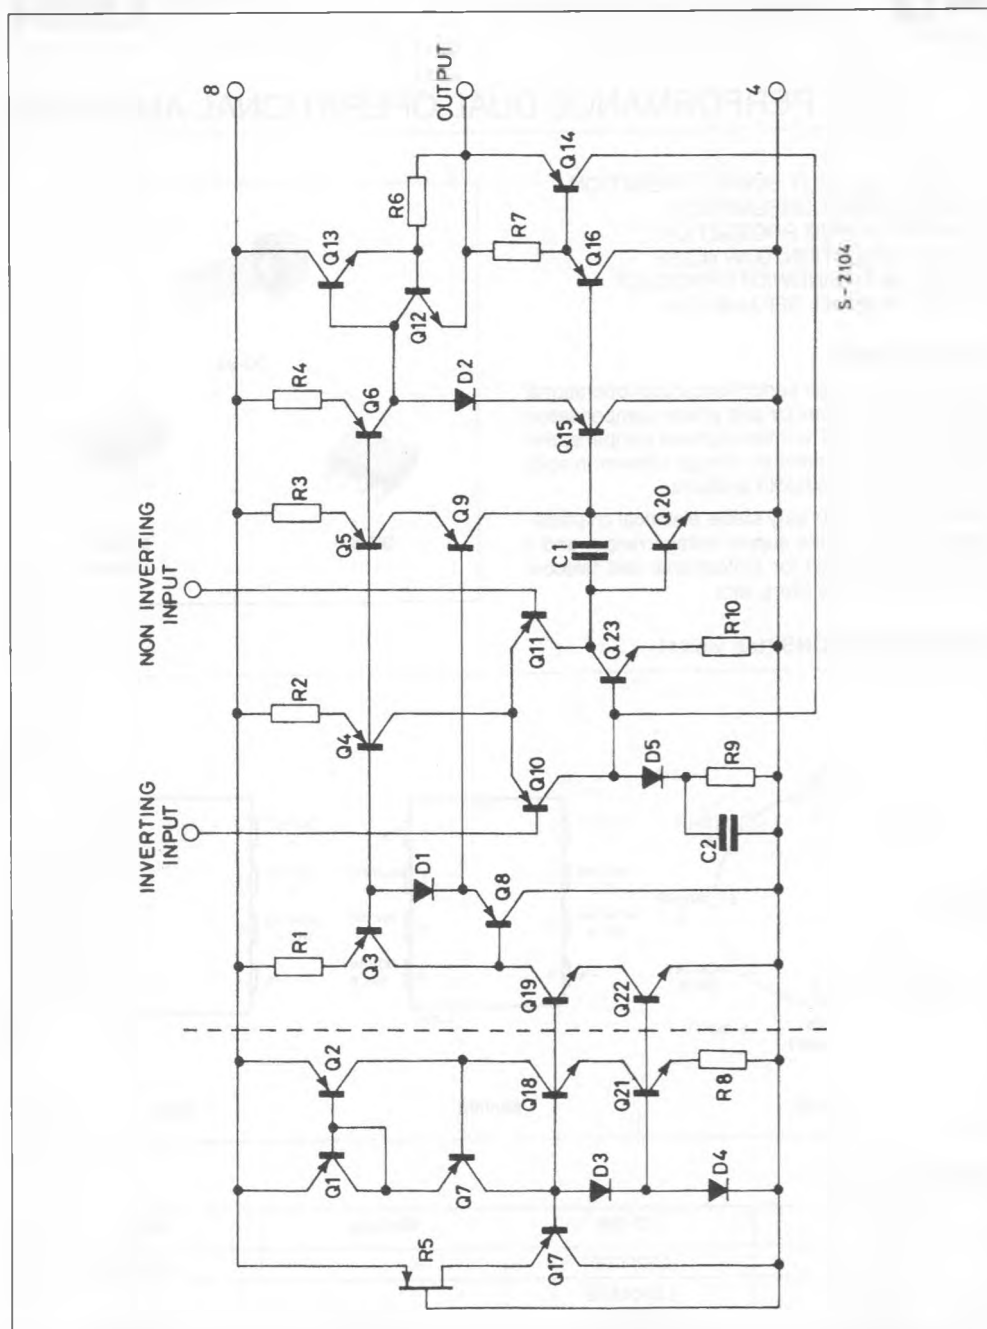 INVERTING
INPUT
NON INVERTING
INPUT
8
R1
R2
R3
R4
Q1
Q2
Q3
D1
Q4
Q5
Q6
Q13
R6
R5
Q7
Q8
Q9
D2
Q12
OUTPUT
Q17
Q18
Q19
Q10
Q11
C1
Q15
Q16
R7
Q14
D3
Q21
Q22
D5
Q23
Q20
D4
R8
C2
R9
R10
4
S-2104